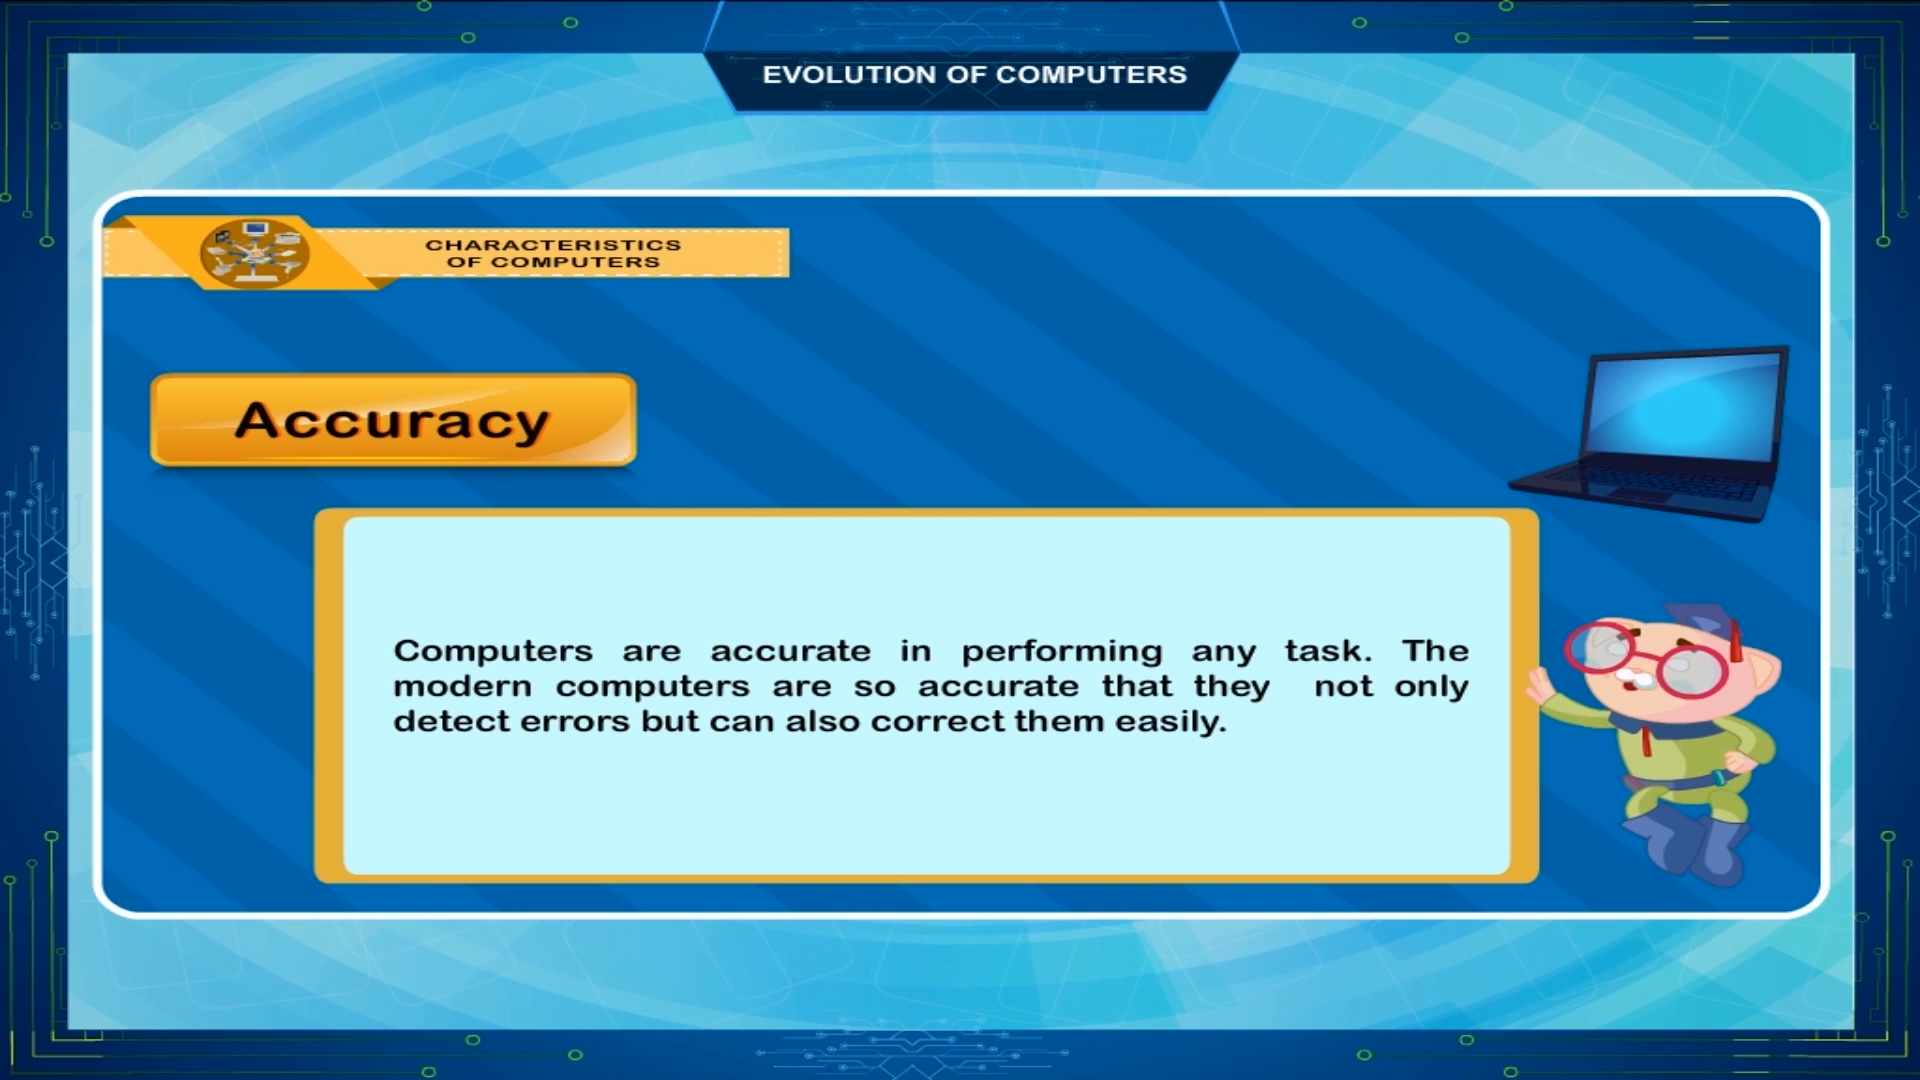 EVOLUTION OF COMPUTERS
CHARACTERISTICS
OF COMPUTERS
Accuracy
Computers are accurate in performing any task. The
modern computers are so accurate that they not only
detect errors but can also correct them easily.